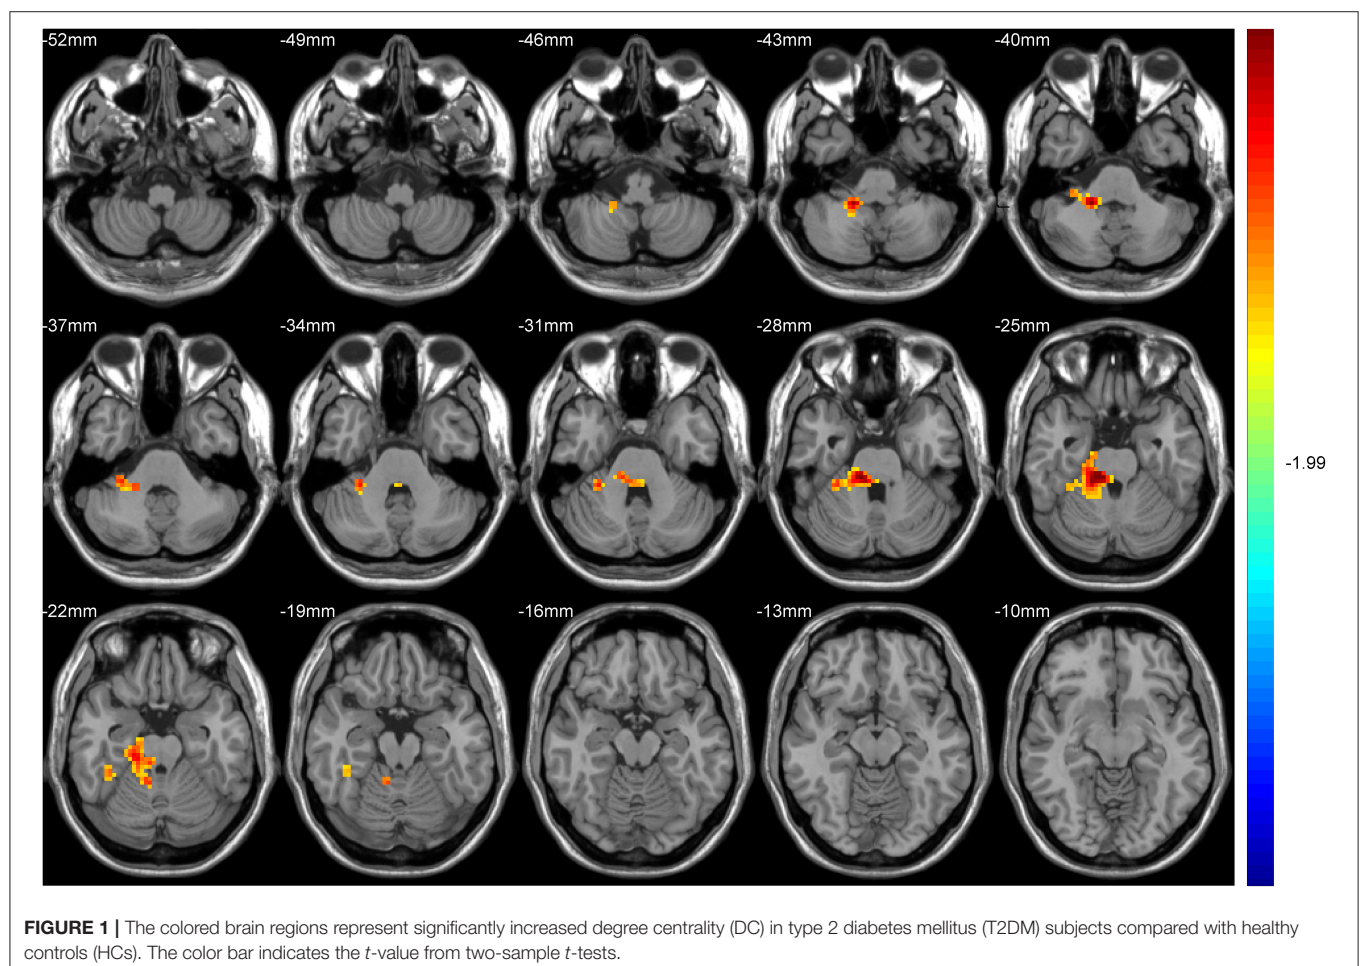 -52mm -49mm -46mm -43mm -40mm
-37mm -34mm -31mm -28mm -25mm
-1.99
-22mm -19mm -16mm -13mm -10mm
FIGURE 1 | The colored brain regions represent significantly increased degree centrality (DC) in type 2 diabetes mellitus (T2DM) subjects compared with healthy
controls (HCs). The color bar indicates the t-value from two-sample t-tests.